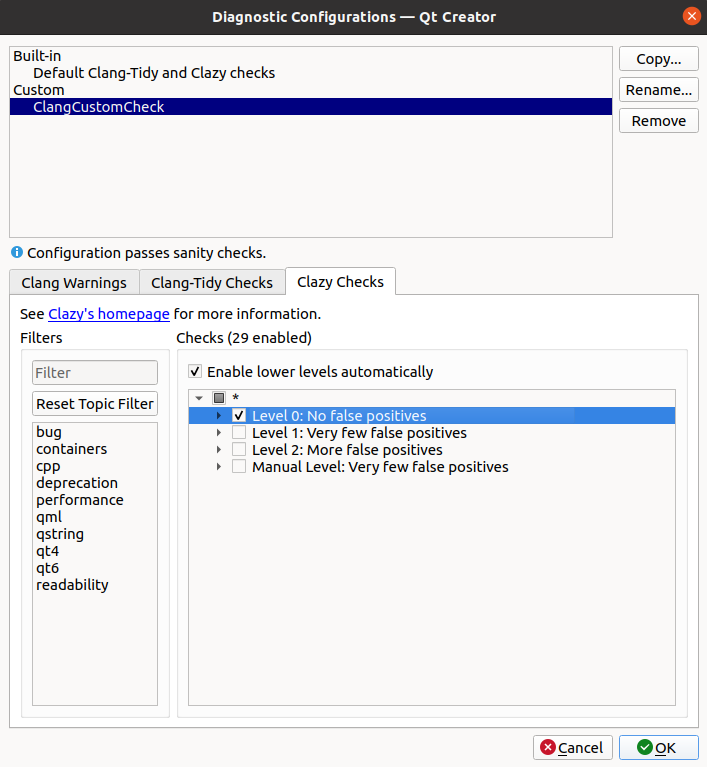 Diagnostic Configurations — Qt Creator
Built-in
Default Clang-Tidy and Clazy checks
Custom
ClangCustomCheck
Copy...
Rename...
Remove
Configuration passes sanity checks.
Clang Warnings
Clang-Tidy Checks
Clazy Checks
See Clazy's homepage for more information.
Filters
Filter
Reset Topic Filter
bug
containers
cpp
deprecation
performance
qml
qstring
qt4
qt6
readability
Checks (29 enabled)
Enable lower levels automatically
*
Level 0: No false positives
Level 1: Very few false positives
Level 2: More false positives
Manual Level: Very few false positives
Cancel
OK